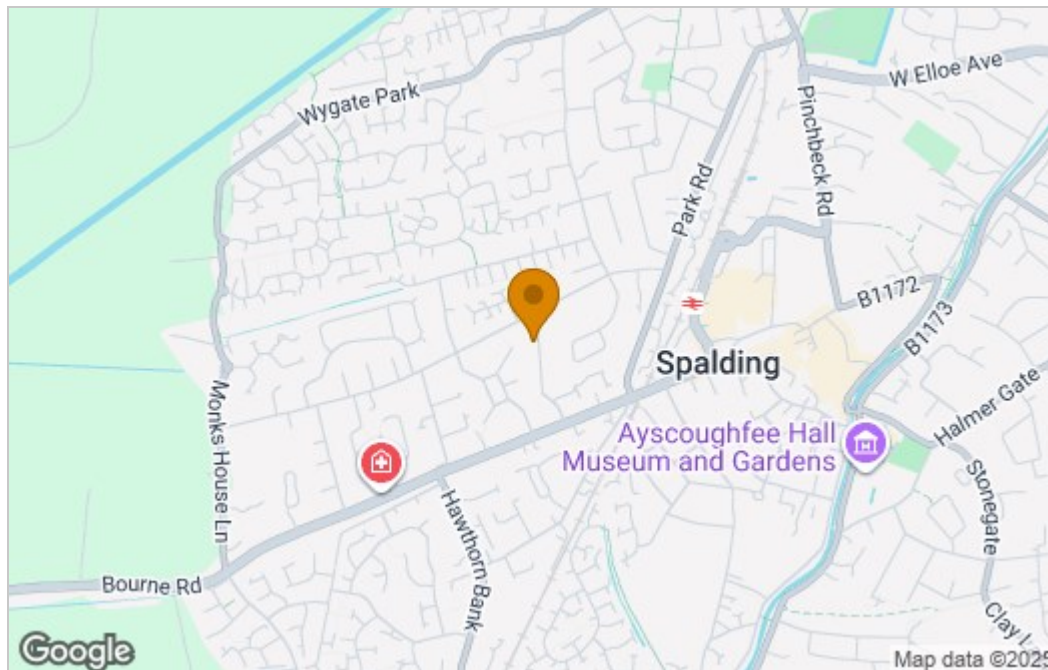 W Elloe Ave
Wygate Park
Pinchbeck Rd
Park Rd
B1172
B1173
Spalding
Halmer Gate
Ayscoughfee Hall
Museum and Gardens
Monks House Ln
Stonegate
Hawthorn Bank
Bourne Rd
Google
Map data ©2025